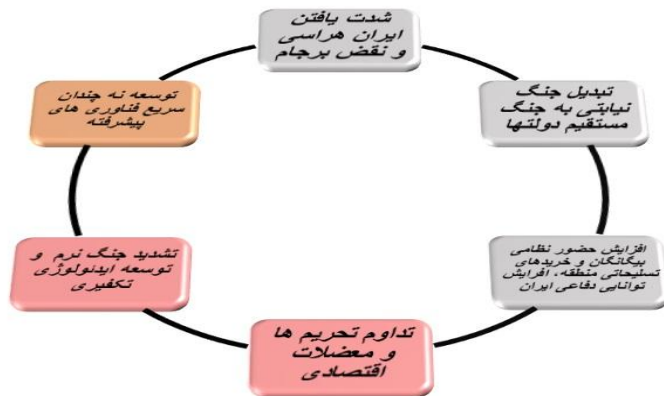 شدت یافتن
ایران هراسی
و نقض برجام
تبدیل جنگ
نیابتی به جنگ
مستقیم دولتها
افزایش حضور نظامی
بیگانگان و خریدهای
تسلیحاتی منطقه، افرایش
توانایی دفاعی ایران
تداوم تحریم ها
و معضلات
اقتصادی
تشدید جنگ نرم و
توسعه ایدئولوژی
تکفیری
توسعه نه چندان
سریع فناوری های
پیشرفته